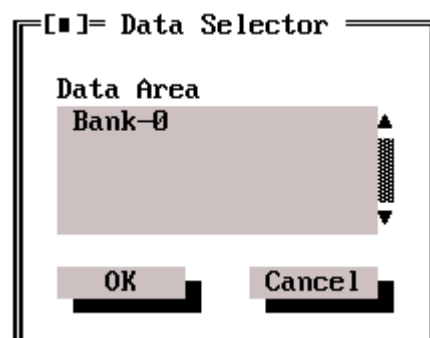 [■]= Data Selector
Data Area
Bank-0
OK
Cancel